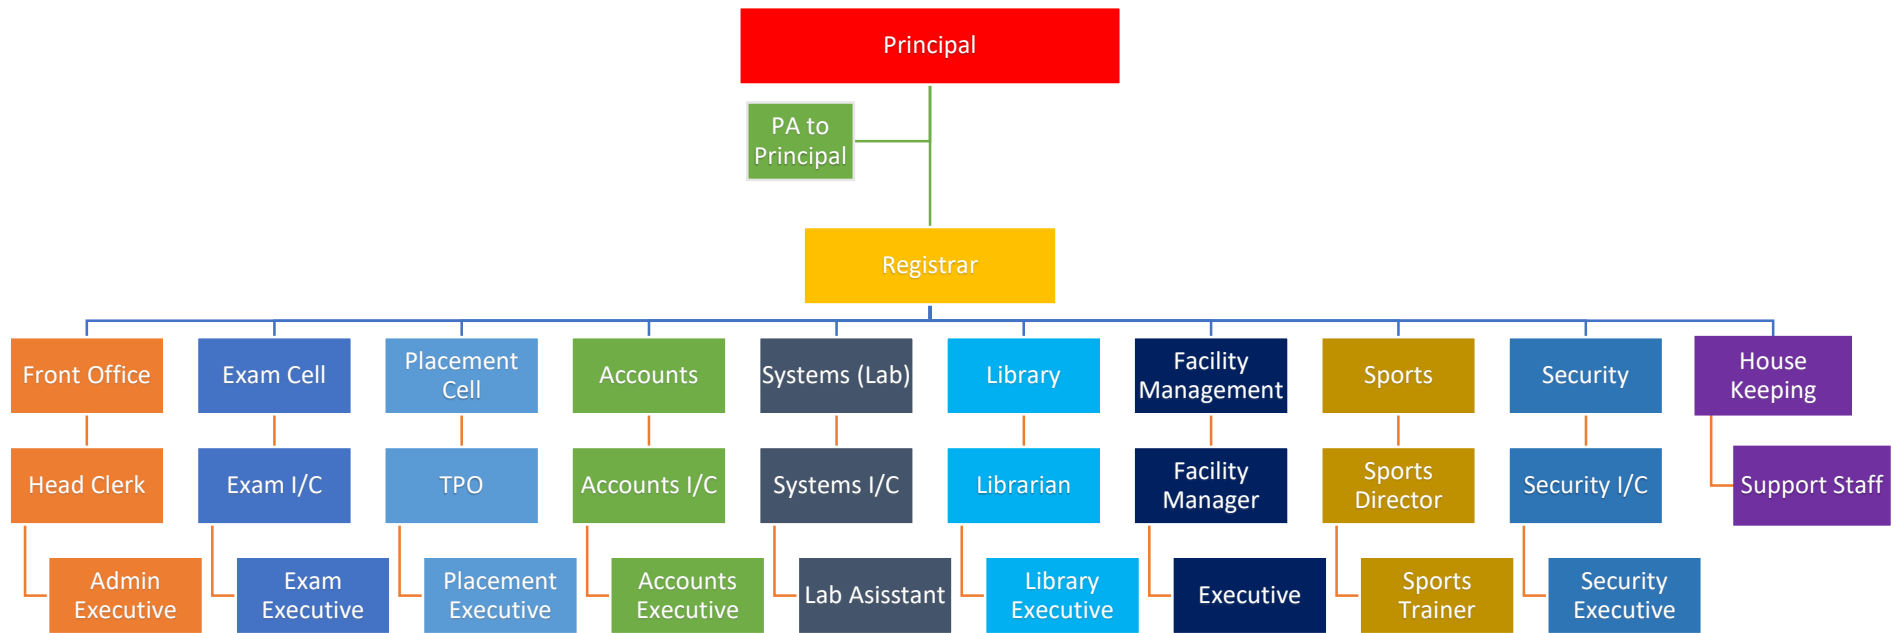 Principal
PA to
Principal
Registrar
Front Office
Exam Cell
Placement
Cell
Accounts
Systems (Lab)
Library
Facility
Management
Sports
Security
House
Keeping
Head Clerk
Exam I/C
TPO
Accounts I/C
Systems I/C
Librarian
Facility
Manager
Sports
Director
Security I/C
Support Staff
Admin
Executive
Exam
Executive
Placement
Executive
Accounts
Executive
Lab Asisstant
Library
Executive
Executive
Sports
Trainer
Security
Executive